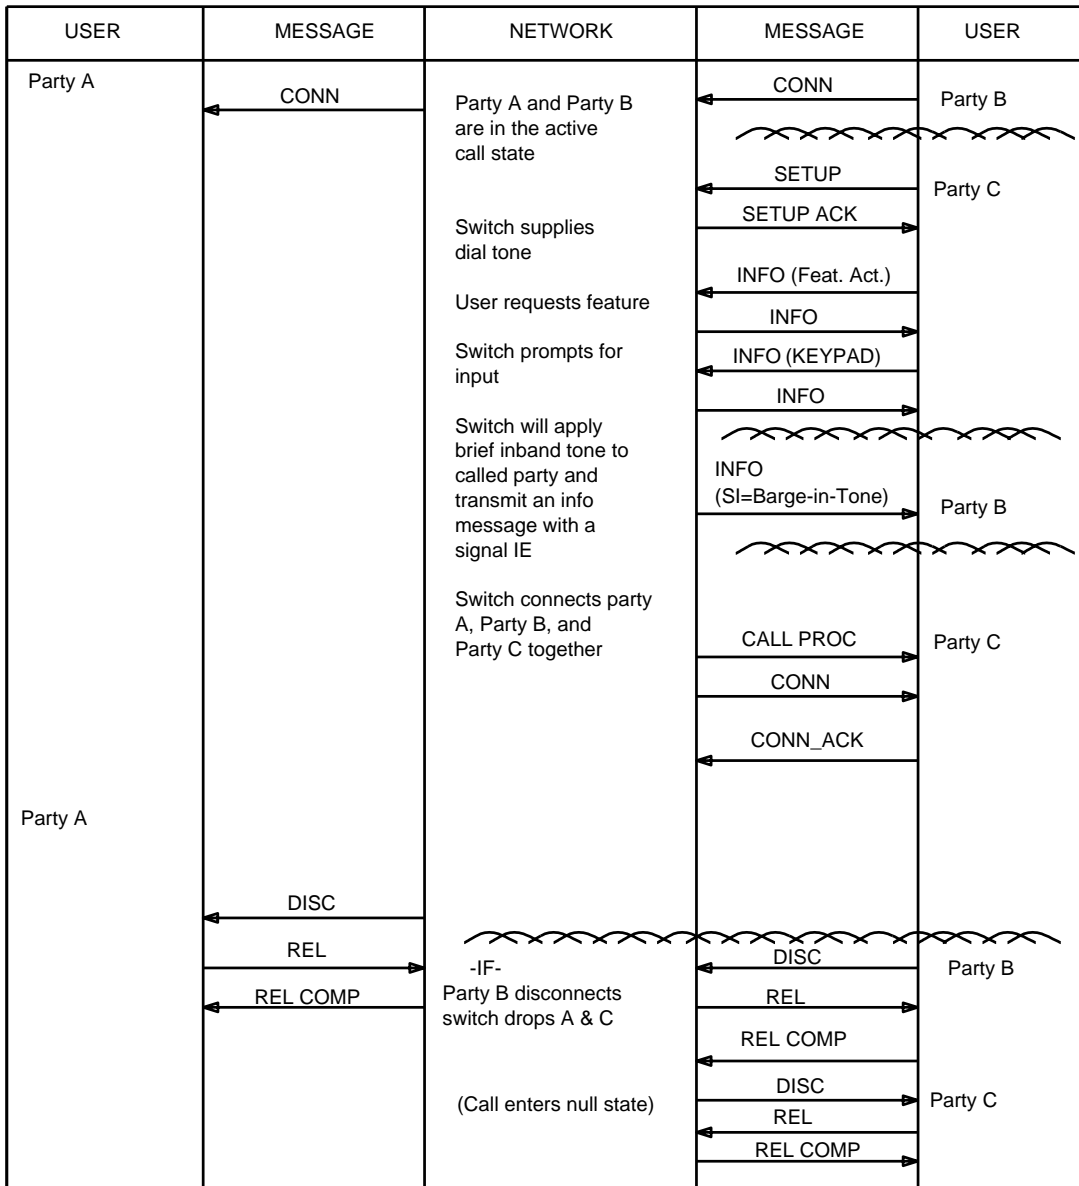 USER
MESSAGE
NETWORK
MESSAGE
USER
Party A
CONN
Party A and Party B
are in the active
call state
CONN
Party B
SETUP
Party C
SETUP ACK
Switch supplies
dial tone
INFO (Feat. Act.)
User requests feature
INFO
Switch prompts for
input
INFO (KEYPAD)
INFO
Switch will apply
brief inband tone to
called party and
transmit an info
message with a
signal IE
INFO
(SI=Barge-in-Tone)
Party B
Switch connects party
A, Party B, and
Party C together
CALL PROC
Party C
CONN
CONN_ACK
Party A
DISC
REL
REL COMP
-IF-
Party B disconnects
switch drops A & C
DISC
Party B
REL
REL COMP
(Call enters null state)
DISC
Party C
REL
REL COMP